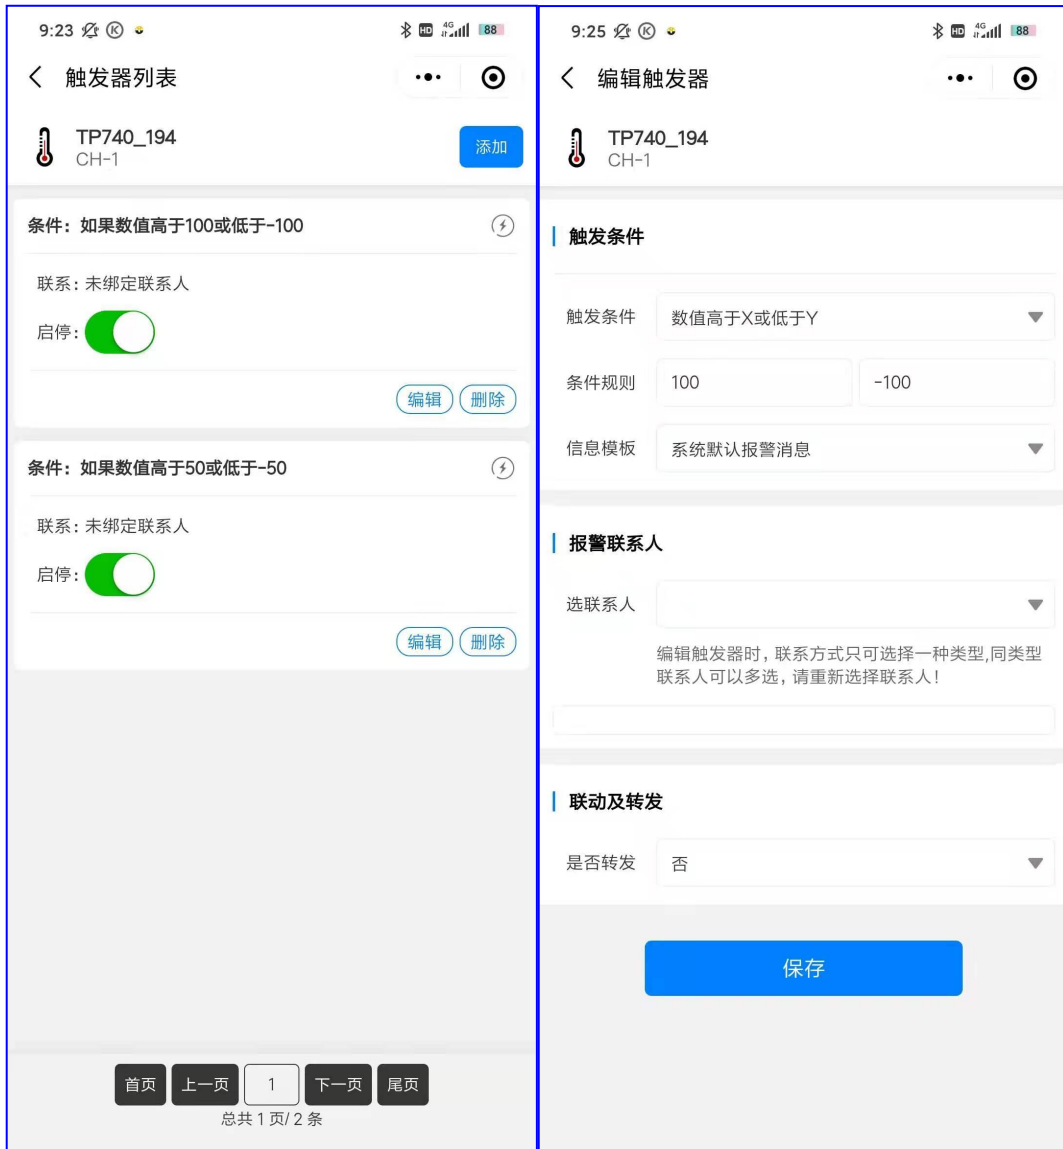 9:23 K HD 4G 88
触发器列表
TP740_194
CH-1
添加
条件：如果数值高于100或低于-100
联系：未绑定联系人
启停：
编辑 删除
条件：如果数值高于50或低于-50
联系：未绑定联系人
启停：
编辑 删除
首页 上一页 1 下一页 尾页
总共 1 页/ 2 条
9:25 K HD 4G 88
编辑触发器
TP740_194
CH-1
触发条件
触发条件 数值高于X或低于Y
条件规则 100 -100
信息模板 系统默认报警消息
报警联系人
选联系人
编辑触发器时，联系方式只可选择一种类型,同类型
联系人可以多选，请重新选择联系人！
联动及转发
是否转发 否
保存